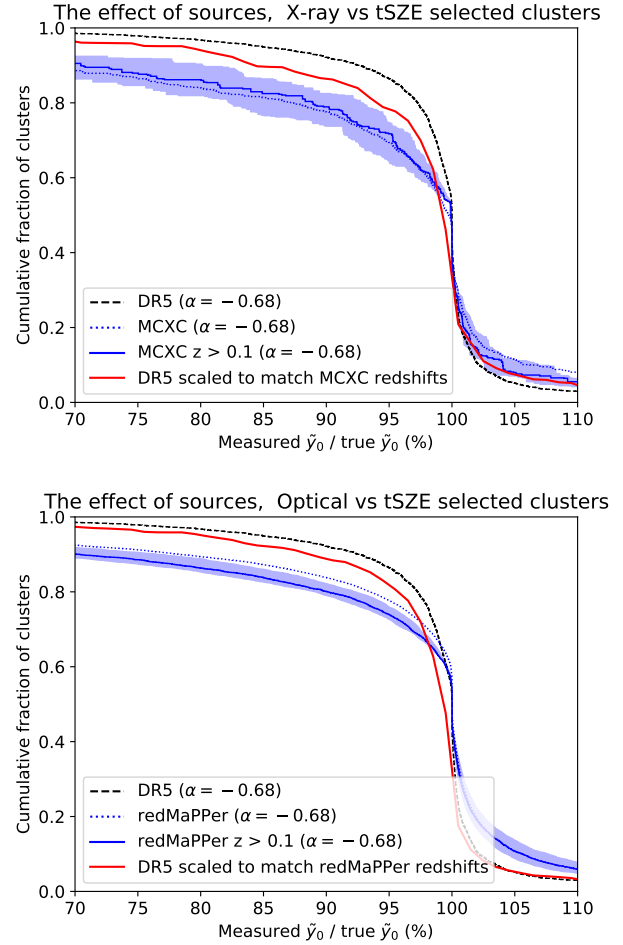 The effect of sources,  X-ray vs tSZE selected clusters
1.0
0.8
0.6
0.4
0.2
0.0
Cumulative fraction of clusters
DR5 (α = −0.68)
MCXC (α = −0.68)
MCXC z > 0.1 (α = −0.68)
DR5 scaled to match MCXC redshifts
70 75 80 85 90 95 100 105 110
Measured ỹ₀ / true ỹ₀ (%)
The effect of sources,  Optical vs tSZE selected clusters
1.0
0.8
0.6
0.4
0.2
0.0
Cumulative fraction of clusters
DR5 (α = −0.68)
redMaPPer (α = −0.68)
redMaPPer z > 0.1 (α = −0.68)
DR5 scaled to match redMaPPer redshifts
70 75 80 85 90 95 100 105 110
Measured ỹ₀ / true ỹ₀ (%)